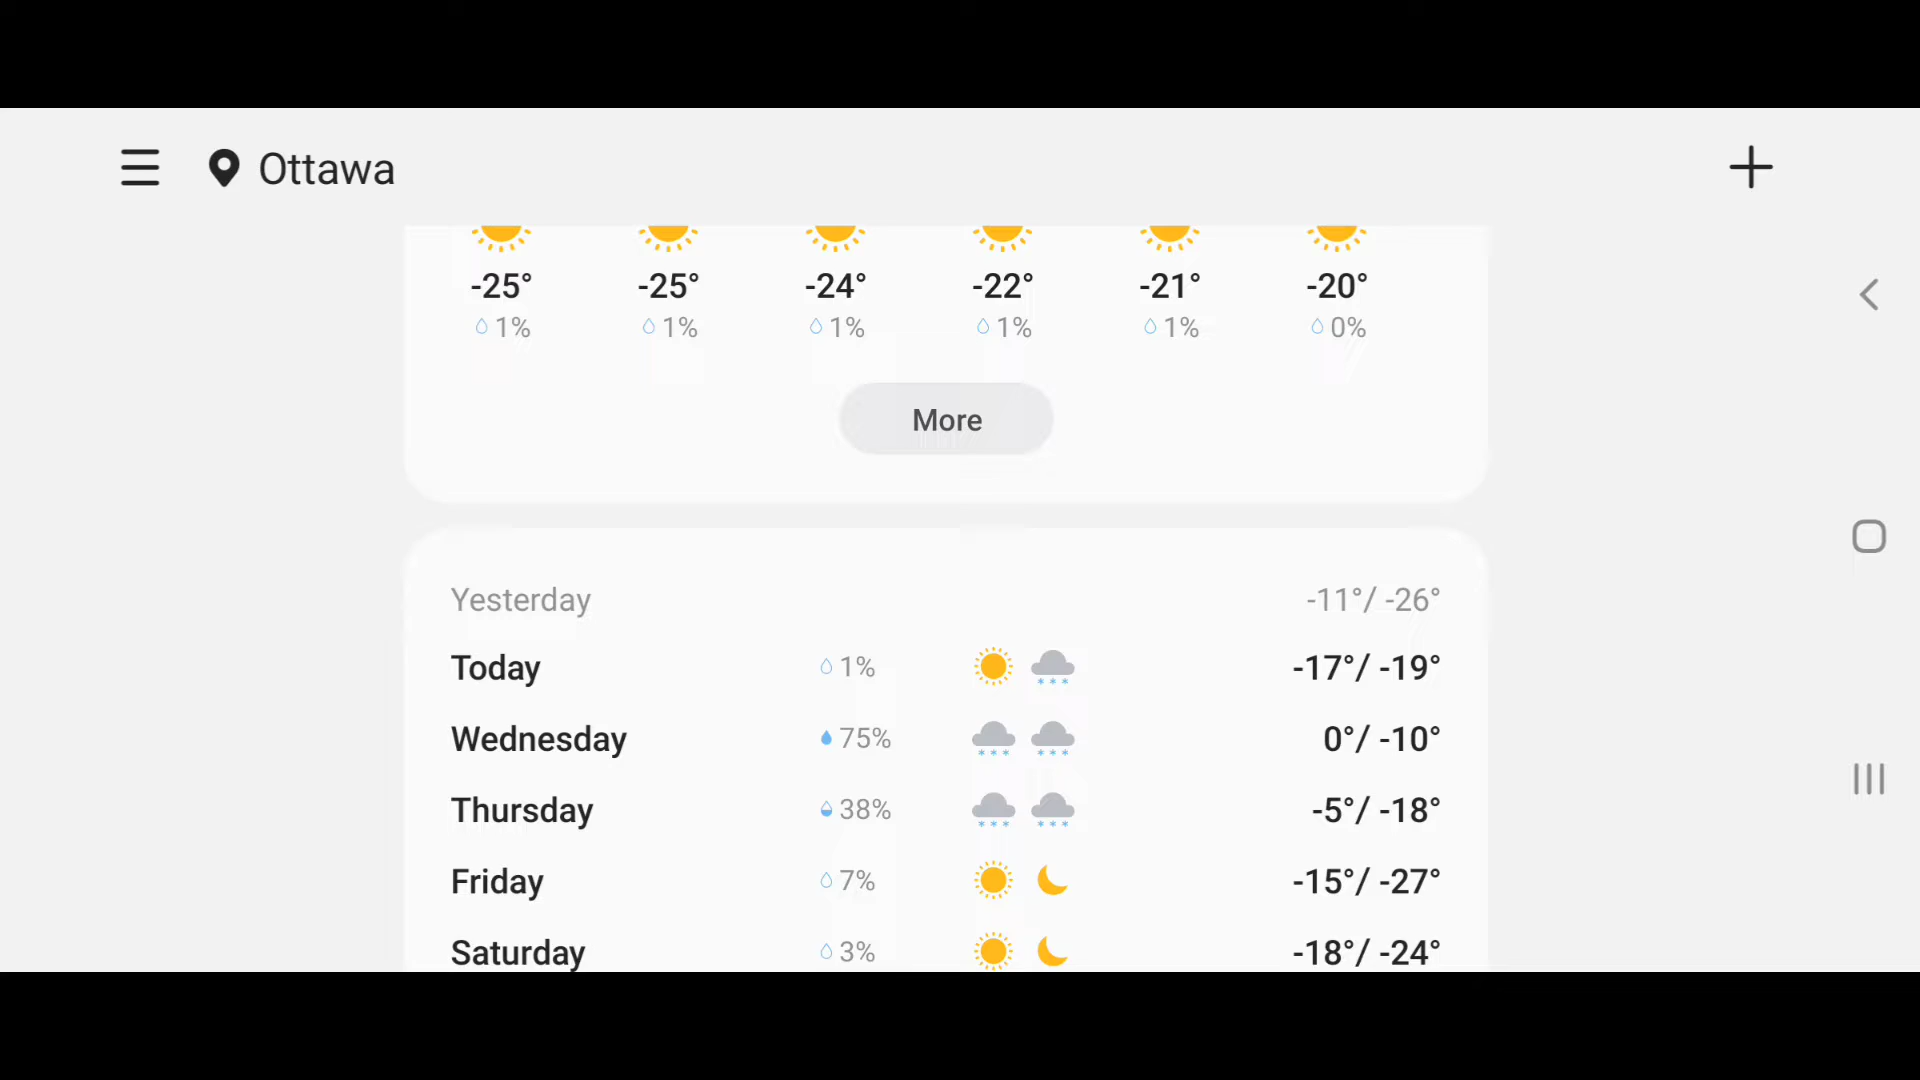 Ottawa
-25° -25° -24° -22° -21° -20°
1% 1% 1% 1% 1% 0%
More
Yesterday -11°/ -26°
Today 1% -17°/ -19°
Wednesday 75% 0°/ -10°
Thursday 38% -5°/ -18°
Friday 7% -15°/ -27°
Saturday 3% -18°/ -24°